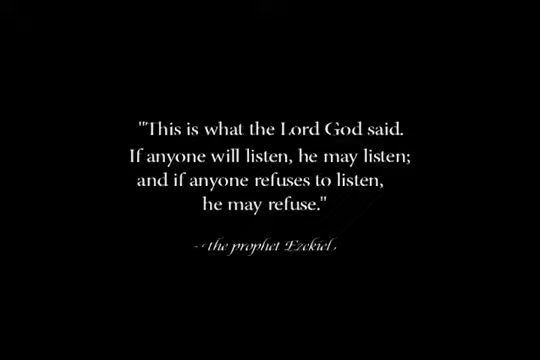 "This is what the Lord God said.
If anyone will listen, he may listen;
and if anyone refuses to listen,
he may refuse."
- the prophet Ezekiel